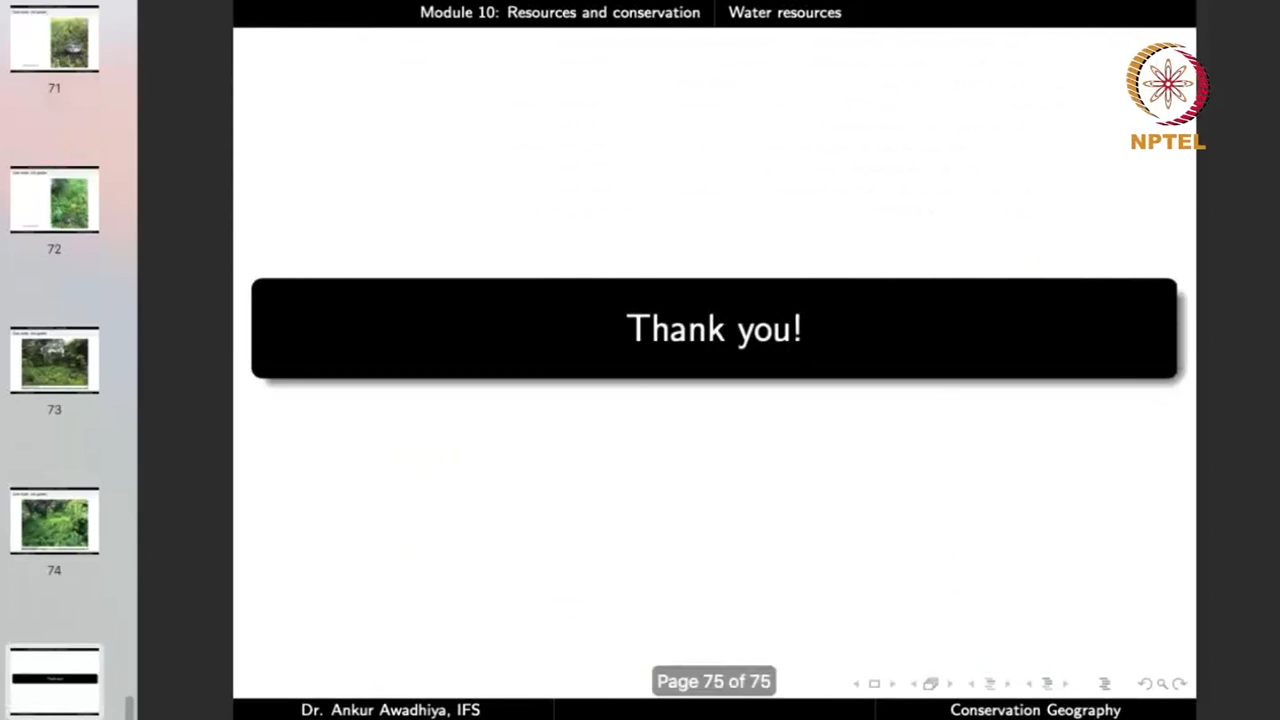 Module 10: Resources and conservation
Water resources
NPTEL
71
72
73
74
Thank you!
Page 75 of 75
Dr. Ankur Awadhiya, IFS
Conservation Geography